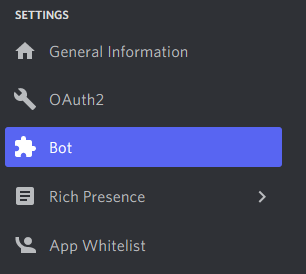 SETTINGS
General Information
OAuth2
Bot
Rich Presence
App Whitelist